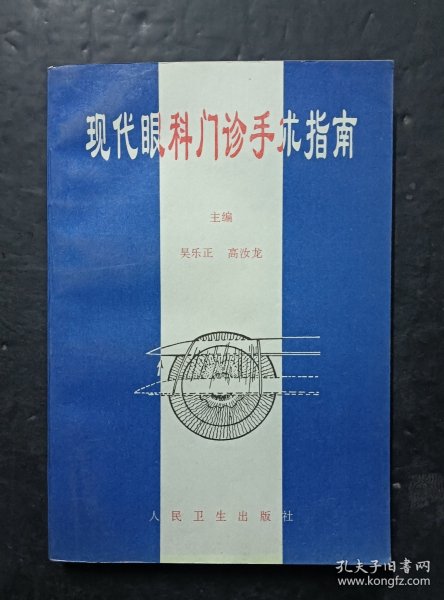 现代眼科门诊手术指南
主编
吴乐正 高汝龙
人民卫生出版社
孔夫子旧书网
www.kongfz.com